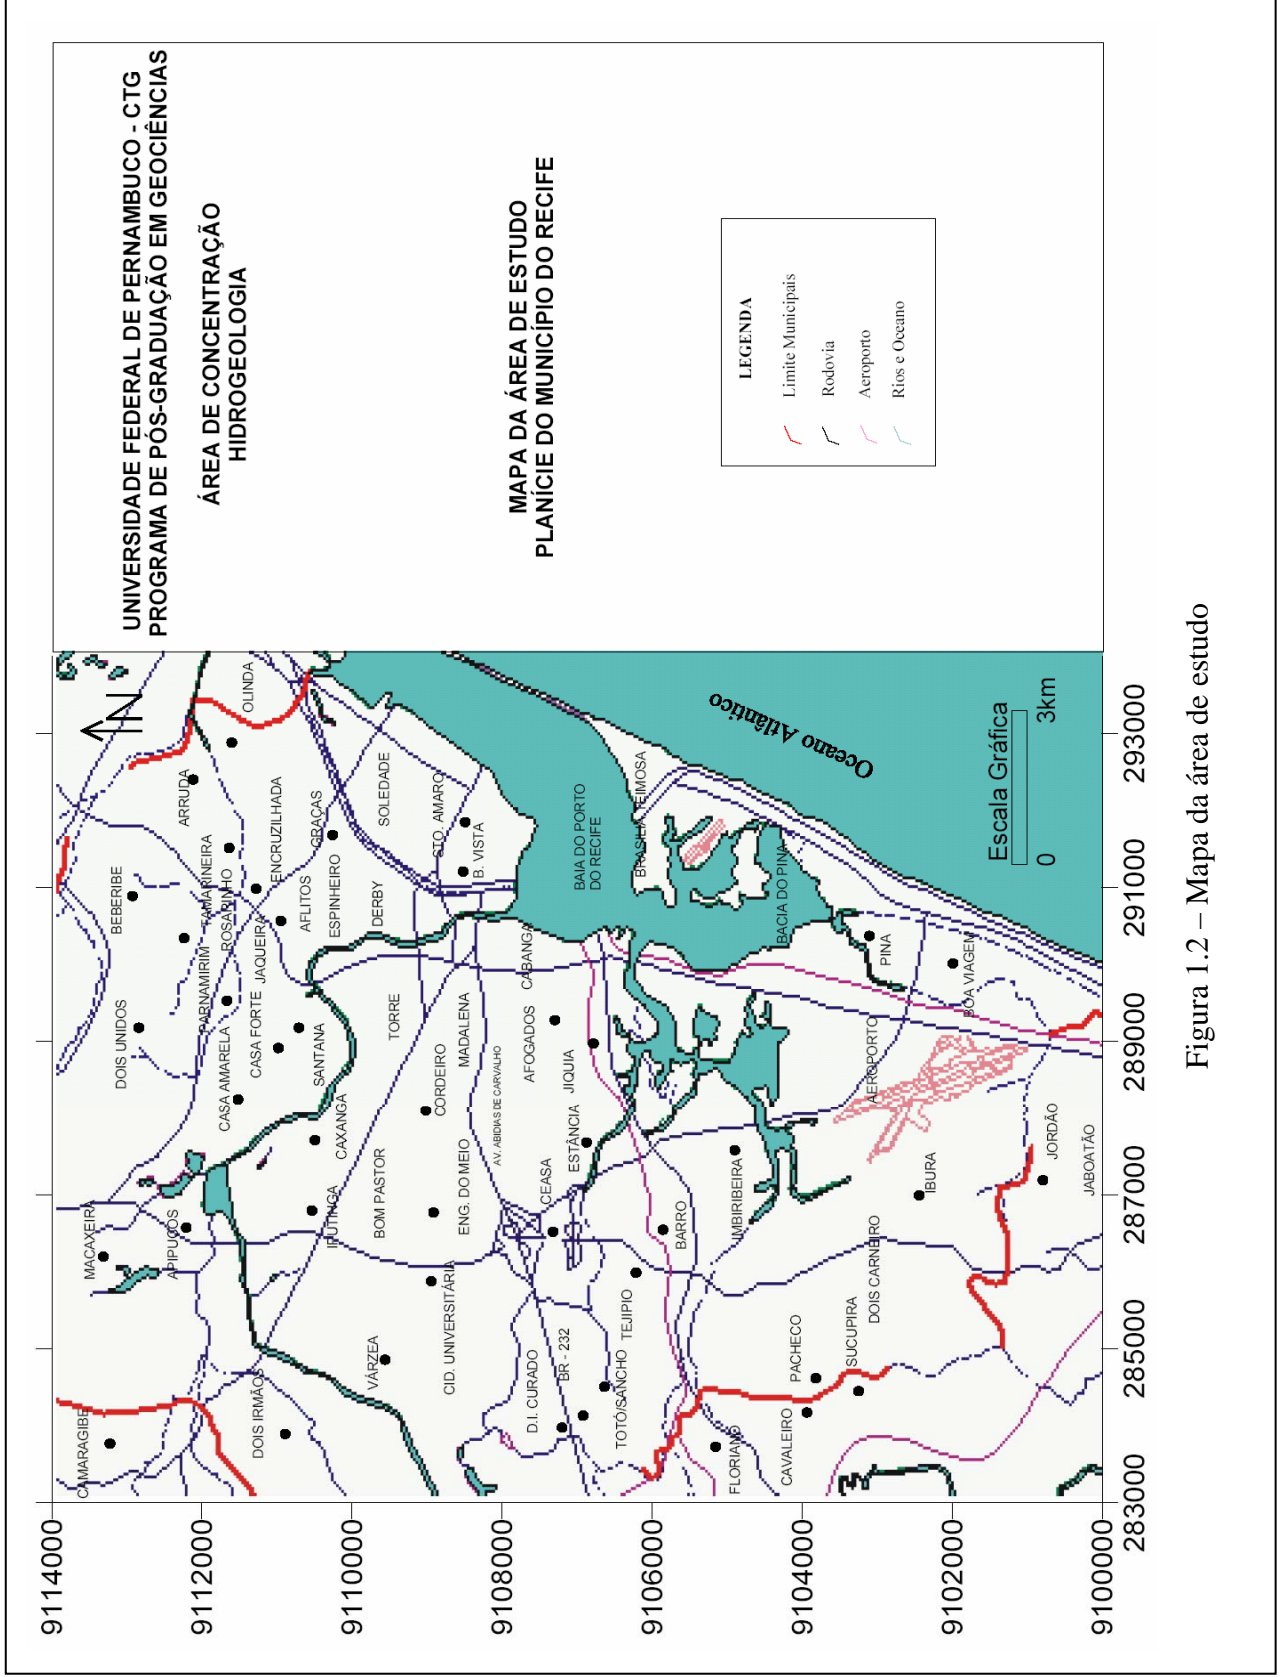 UNIVERSIDADE FEDERAL DE PERNAMBUCO - CTG
PROGRAMA DE PÓS-GRADUAÇÃO EM GEOCIÊNCIAS
ÁREA DE CONCENTRAÇÃO
HIDROGEOLOGIA
MAPA DA ÁREA DE ESTUDO
PLANÍCIE DO MUNICÍPIO DO RECIFE
LEGENDA
Limite Municipais
Rodovia
Aeroporto
Rios e Oceano
9114000
9112000
9110000
9108000
9106000
9104000
9102000
9100000
283000
285000
287000
289000
291000
293000
N
CAMARAGIBE
MACAXEIRA
DOIS UNIDOS
BEBERIBE
APIPUCOS
ARRUDA
OLINDA
PARNAMIRIM
TAMARINEIRA
CASA AMARELA
ROSARINHO
DOIS IRMÃOS
CASA FORTE
JAQUEIRA
ENCRUZILHADA
AFLITOS
SANTANA
GRAÇAS
IPUTINGA
CAXANGA
ESPINHEIRO
VÁRZEA
BOM PASTOR
TORRE
DERBY
SOLEDADE
CID. UNIVERSITÁRIA
CORDEIRO
STO. AMARO
ENG. DO MEIO
MADALENA
B. VISTA
AV. ABIDIAS DE CARVALHO
D.I. CURADO
CEASA
AFOGADOS
CABANGA
BR - 232
ESTÂNCIA
JIQUIA
BAIA DO PORTO
DO RECIFE
TOTÓ/SANCHO
TEJIPIO
BRASILIA TEIMOSA
BARRO
FLORIANO
IMBIRIBEIRA
CAVALEIRO
PACHECO
BACIA DO PINA
SUCUPIRA
DOIS CARNEIRO
AEROPORTO
PINA
IBURA
BOA VIAGEM
JORDÃO
JABOATÃO
Oceano Atlântico
Escala Gráfica
0
3km
Figura 1.2 – Mapa da área de estudo